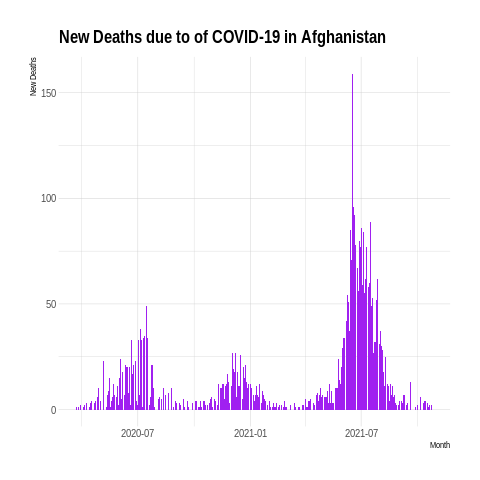 New Deaths due to of COVID-19 in Afghanistan
New Deaths
150
100
50
0
2020-07 2021-01 2021-07
Month